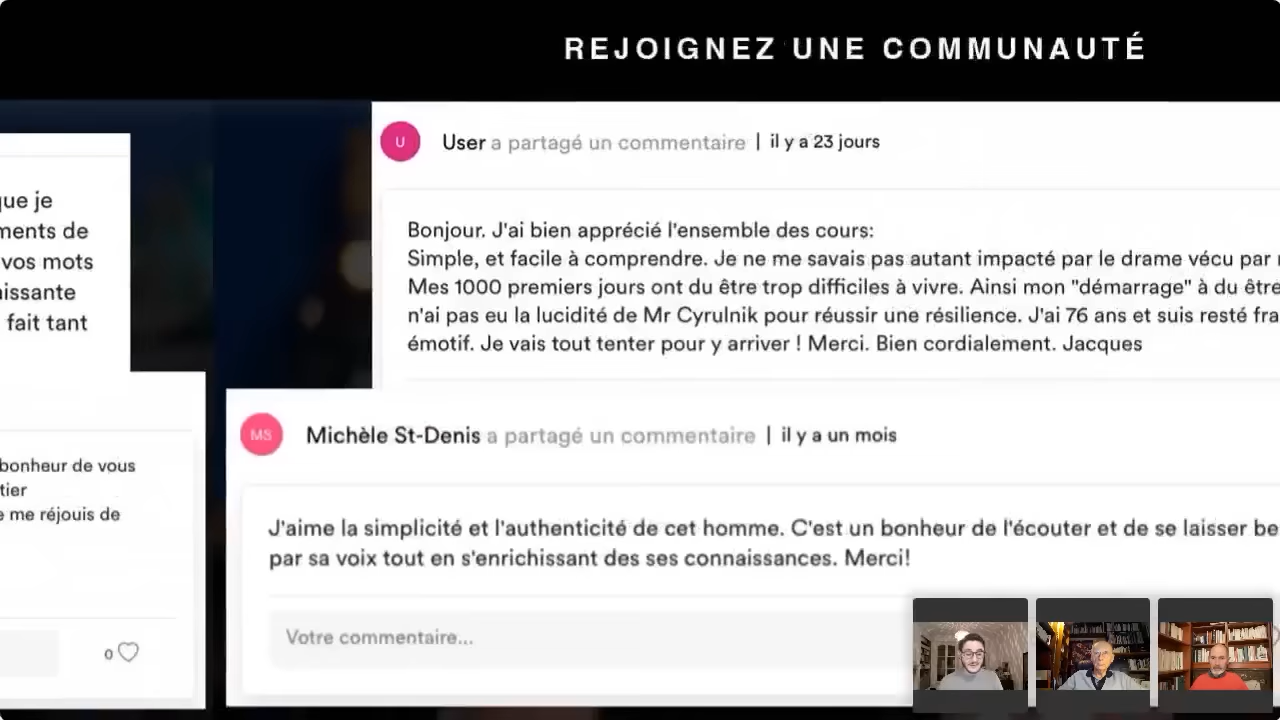 REJOIGNEZ UNE COMMUNAUTÉ
que je
ments de
vos mots
issante
fait tant
U
User a partagé un commentaire | il y a 23 jours
Bonjour. J'ai bien apprécié l'ensemble des cours:
Simple, et facile à comprendre. Je ne me savais pas autant impacté par le drame vécu par
Mes 1000 premiers jours ont du être trop difficiles à vivre. Ainsi mon "démarrage" à du être
n'ai pas eu la lucidité de Mr Cyrulnik pour réussir une résilience. J'ai 76 ans et suis resté fra
émotif. Je vais tout tenter pour y arriver ! Merci. Bien cordialement. Jacques
bonheur de vous
tier
e me réjouis de
0
MS
Michèle St-Denis a partagé un commentaire | il y a un mois
J'aime la simplicité et l'authenticité de cet homme. C'est un bonheur de l'écouter et de se laisser be
par sa voix tout en s'enrichissant des ses connaissances. Merci!
Votre commentaire...